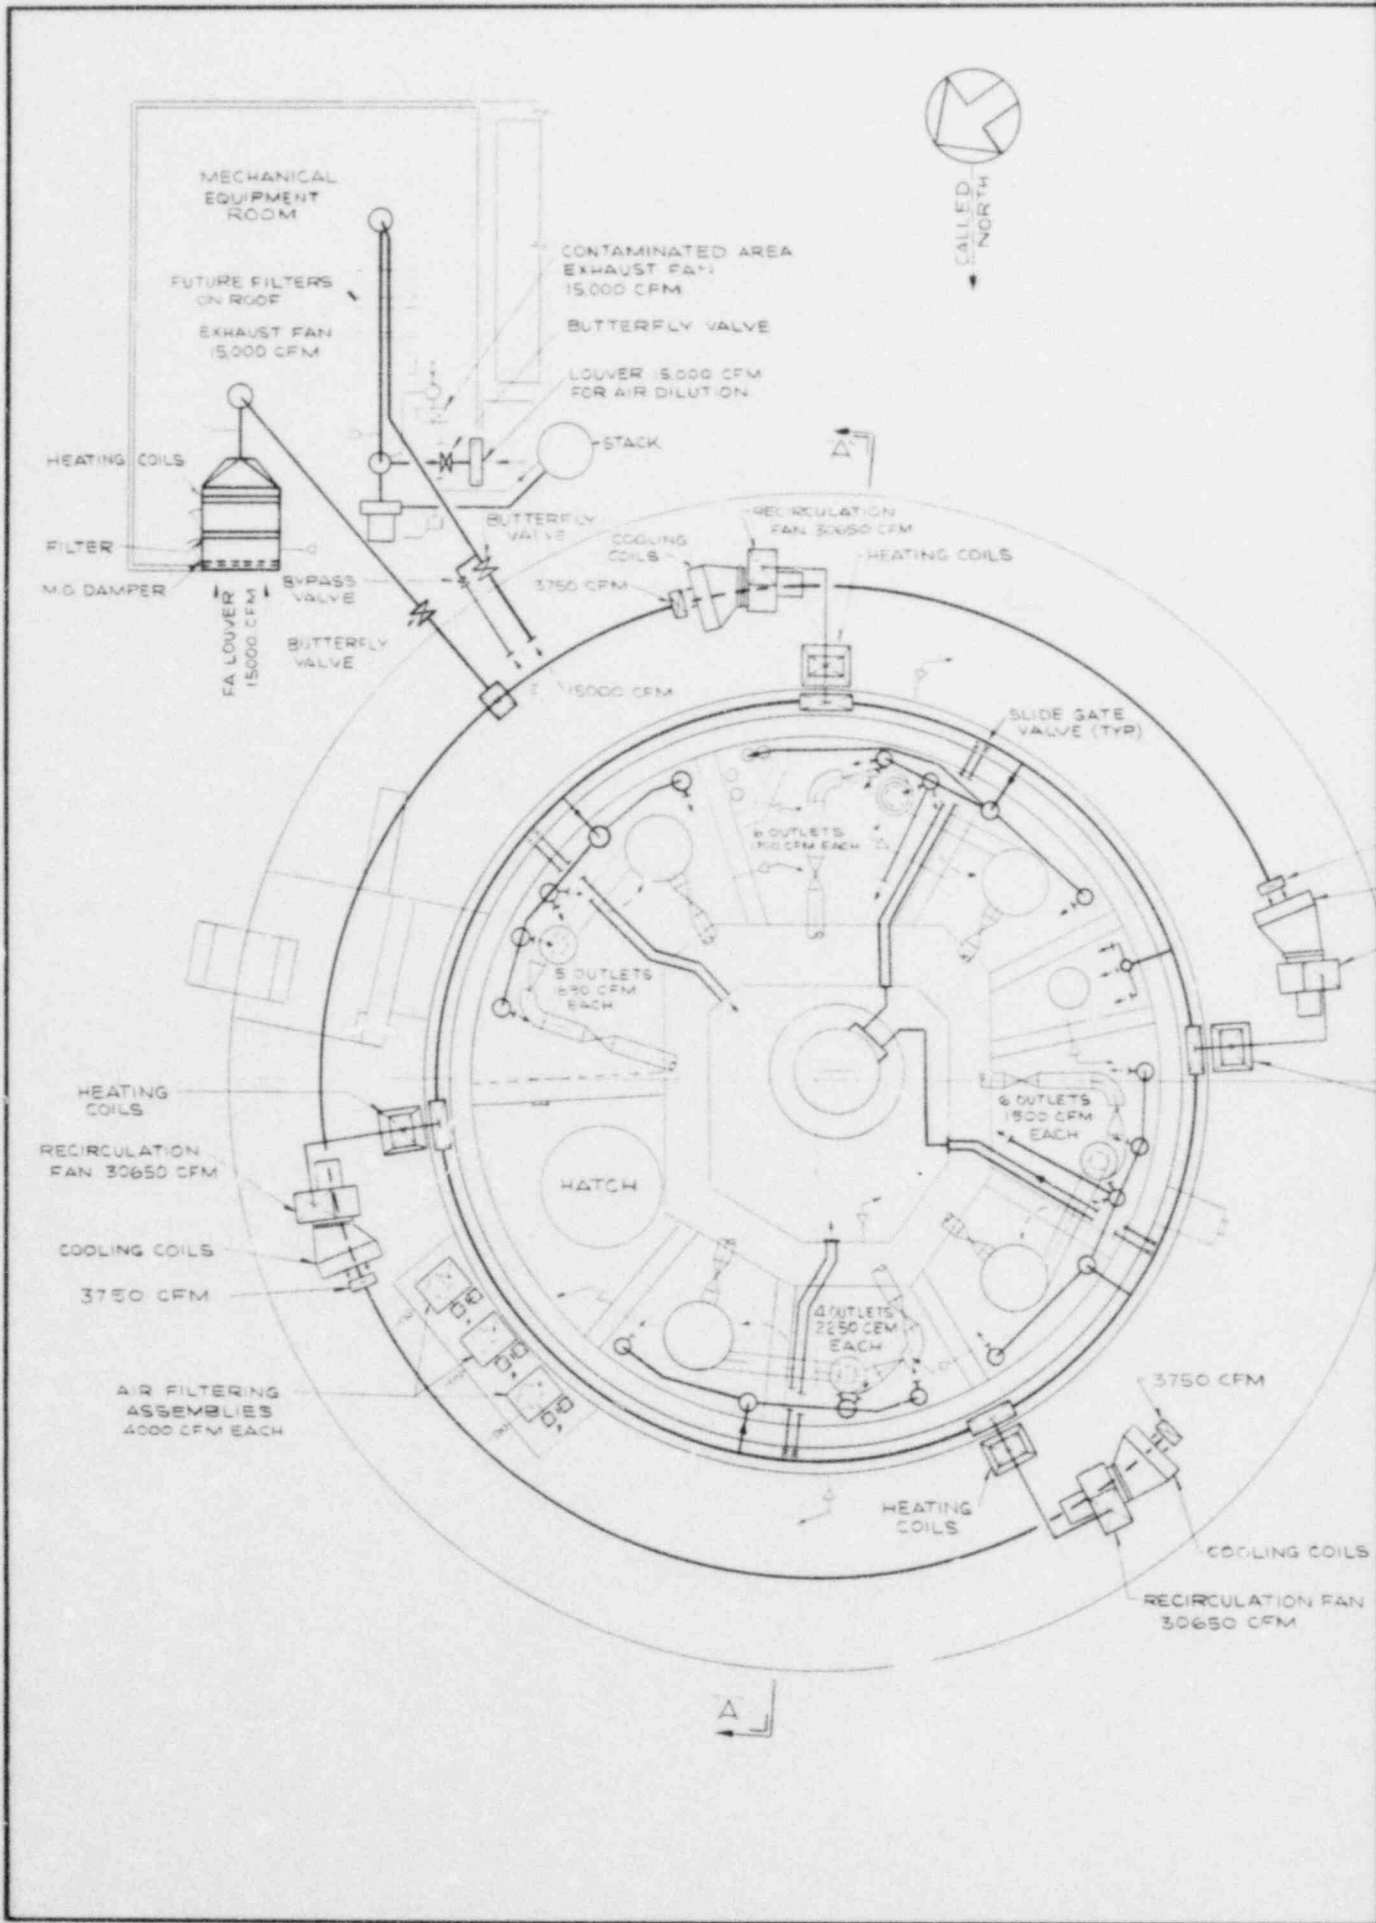 MECHANICAL
EQUIPMENT
ROOM
FUTURE FILTERS
ON ROOF
EXHAUST FAN
15,000 CFM
CONTAMINATED AREA
EXHAUST FAN
15,000 CFM
BUTTERFLY VALVE
LOUVER 15,000 CFM
FOR AIR DILUTION
STACK
CALLED
NORTH
HEATING COILS
FILTER
M.O. DAMPER
FA LOUVER
15000 CFM
BYPASS
VALVE
BUTTERFLY
VALVE
BUTTERFLY
VALVE
15000 CFM
"A"
COOLING
COILS
3750 CFM
RECIRCULATION
FAN 30650 CFM
HEATING COILS
SLIDE GATE
VALVE (TYP)
6 OUTLETS
CFM EACH
5 OUTLETS
CFM
EACH
6 OUTLETS
1500 CFM
EACH
4 OUTLETS
2250 CFM
EACH
HATCH
HEATING
COILS
RECIRCULATION
FAN 30650 CFM
COOLING COILS
3750 CFM
AIR FILTERING
ASSEMBLIES
4000 CFM EACH
3750 CFM
HEATING
COILS
COOLING COILS
RECIRCULATION FAN
30650 CFM
"A"